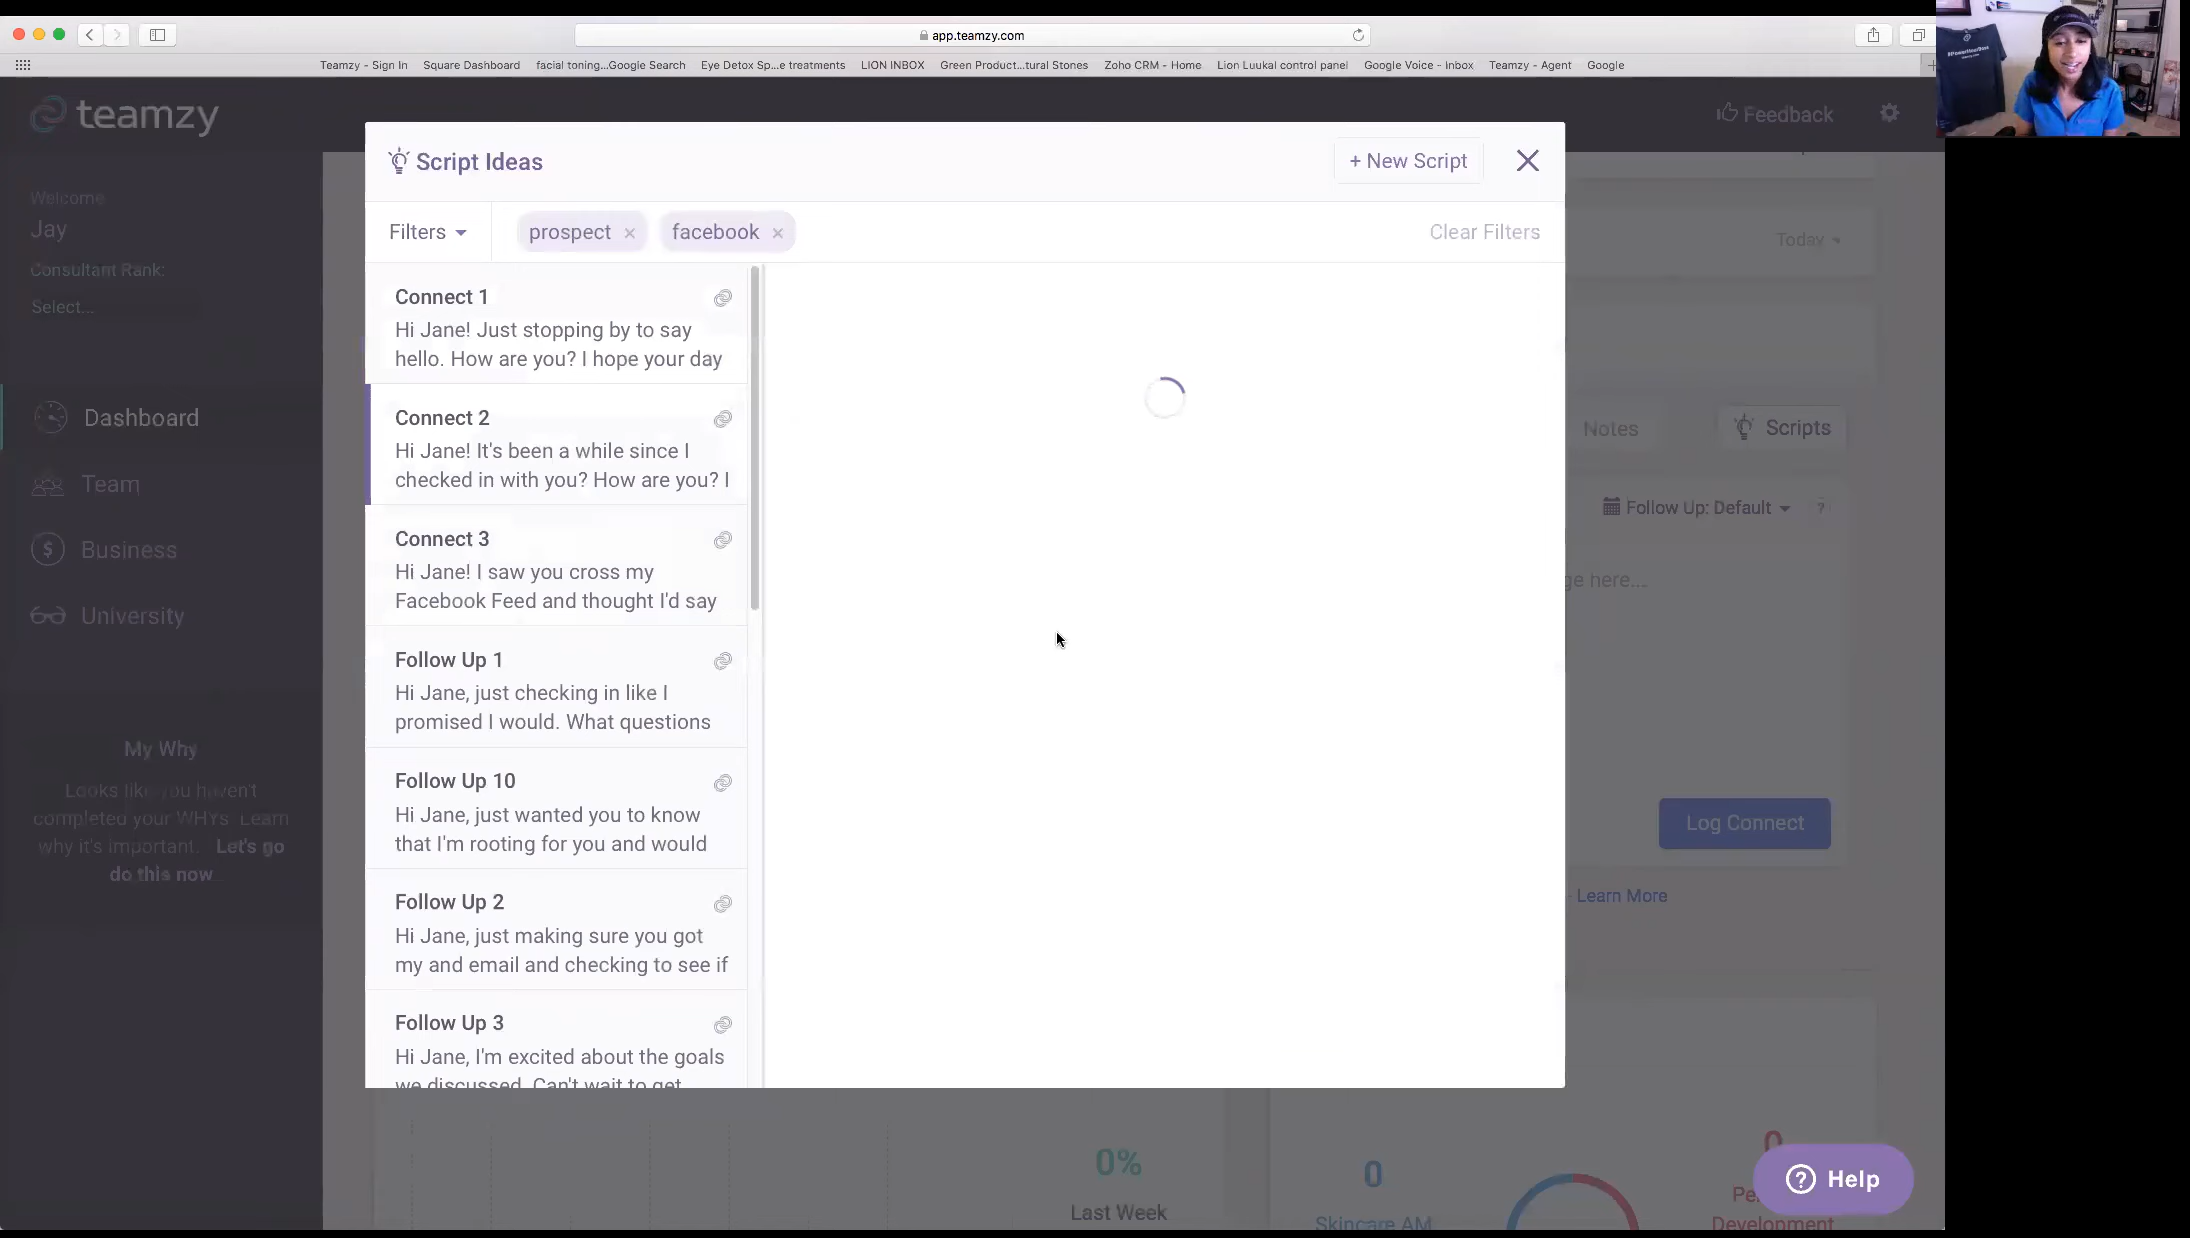 app.teamzy.com
Teamzy - Sign In
Square Dashboard
facial toning...Google Search
Eye Detox Sp...e treatments
LION INBOX
Green Product...tural Stones
Zoho CRM - Home
Lion Luukal control panel
Google Voice - Inbox
Teamzy - Agent
Google
teamzy
Feedback
Welcome
Jay
Consultant Rank:
Select...
Dashboard
Team
Business
University
My Why
Looks like you haven't
completed your WHYs. Learn
why it's important. Let's go
do this now
Script Ideas
+ New Script
Filters
prospect ×
facebook ×
Clear Filters
Connect 1
Hi Jane! Just stopping by to say
hello. How are you? I hope your day
Connect 2
Hi Jane! It's been a while since I
checked in with you? How are you? I
Connect 3
Hi Jane! I saw you cross my
Facebook Feed and thought I'd say
Follow Up 1
Hi Jane, just checking in like I
promised I would. What questions
Follow Up 10
Hi Jane, just wanted you to know
that I'm rooting for you and would
Follow Up 2
Hi Jane, just making sure you got
my and email and checking to see if
Follow Up 3
Hi Jane, I'm excited about the goals
we discussed. Can't wait to get
Today
Notes
Scripts
Follow Up: Default
?
ge here...
Log Connect
Learn More
0%
Last Week
0
Skincare AM
0
Pe
Development
? Help